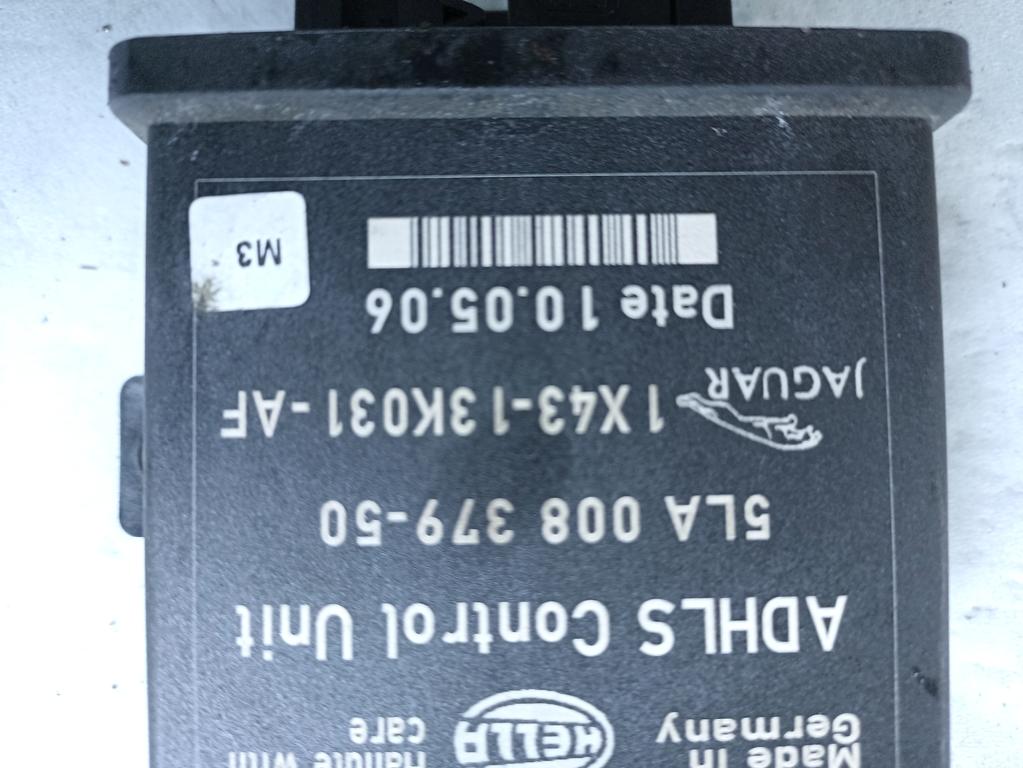 Made in
Germany
HELLA
Handle with
care
ADHLS Control Unit
5LA 008 379-50
JAGUAR
1X43-13K031-AF
Date 10.05.06
M3